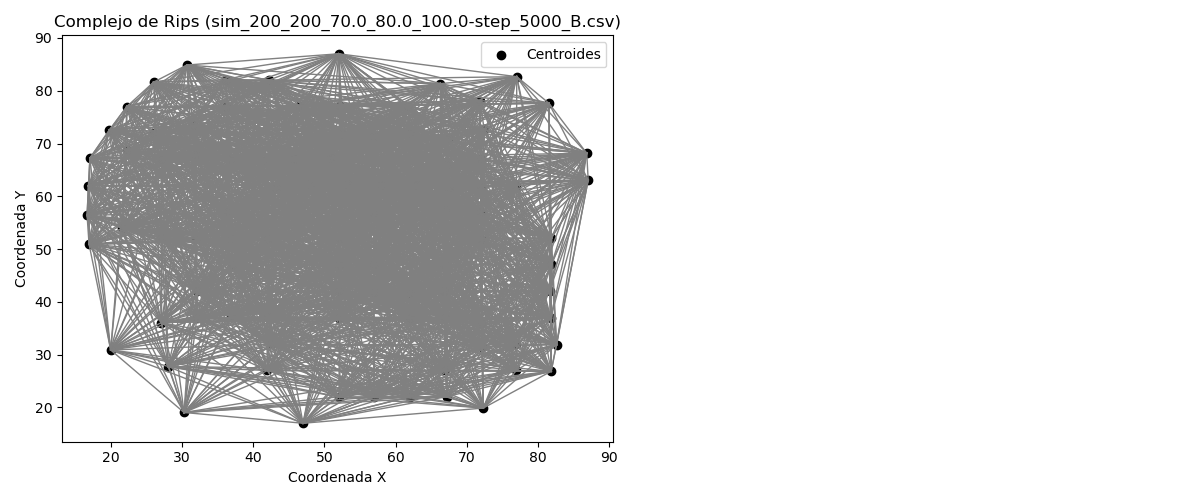 Complejo de Rips (sim_200_200_70.0_80.0_100.0-step_5000_B.csv)
Centroides
90
80
70
60
50
40
30
20
Coordenada Y
20 30 40 50 60 70 80 90
Coordenada X